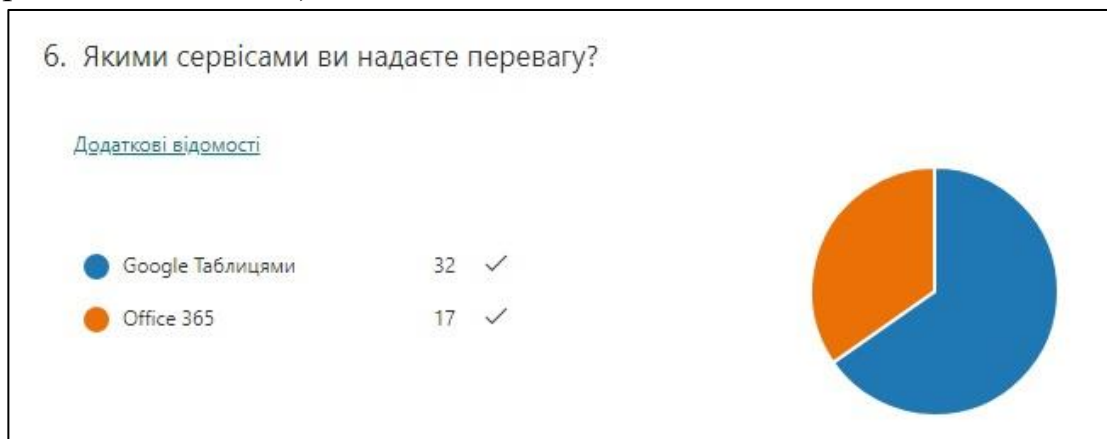 6. Якими сервісами ви надаєте перевагу?
Додаткові відомості
Google Таблицями 32
Office 365 17